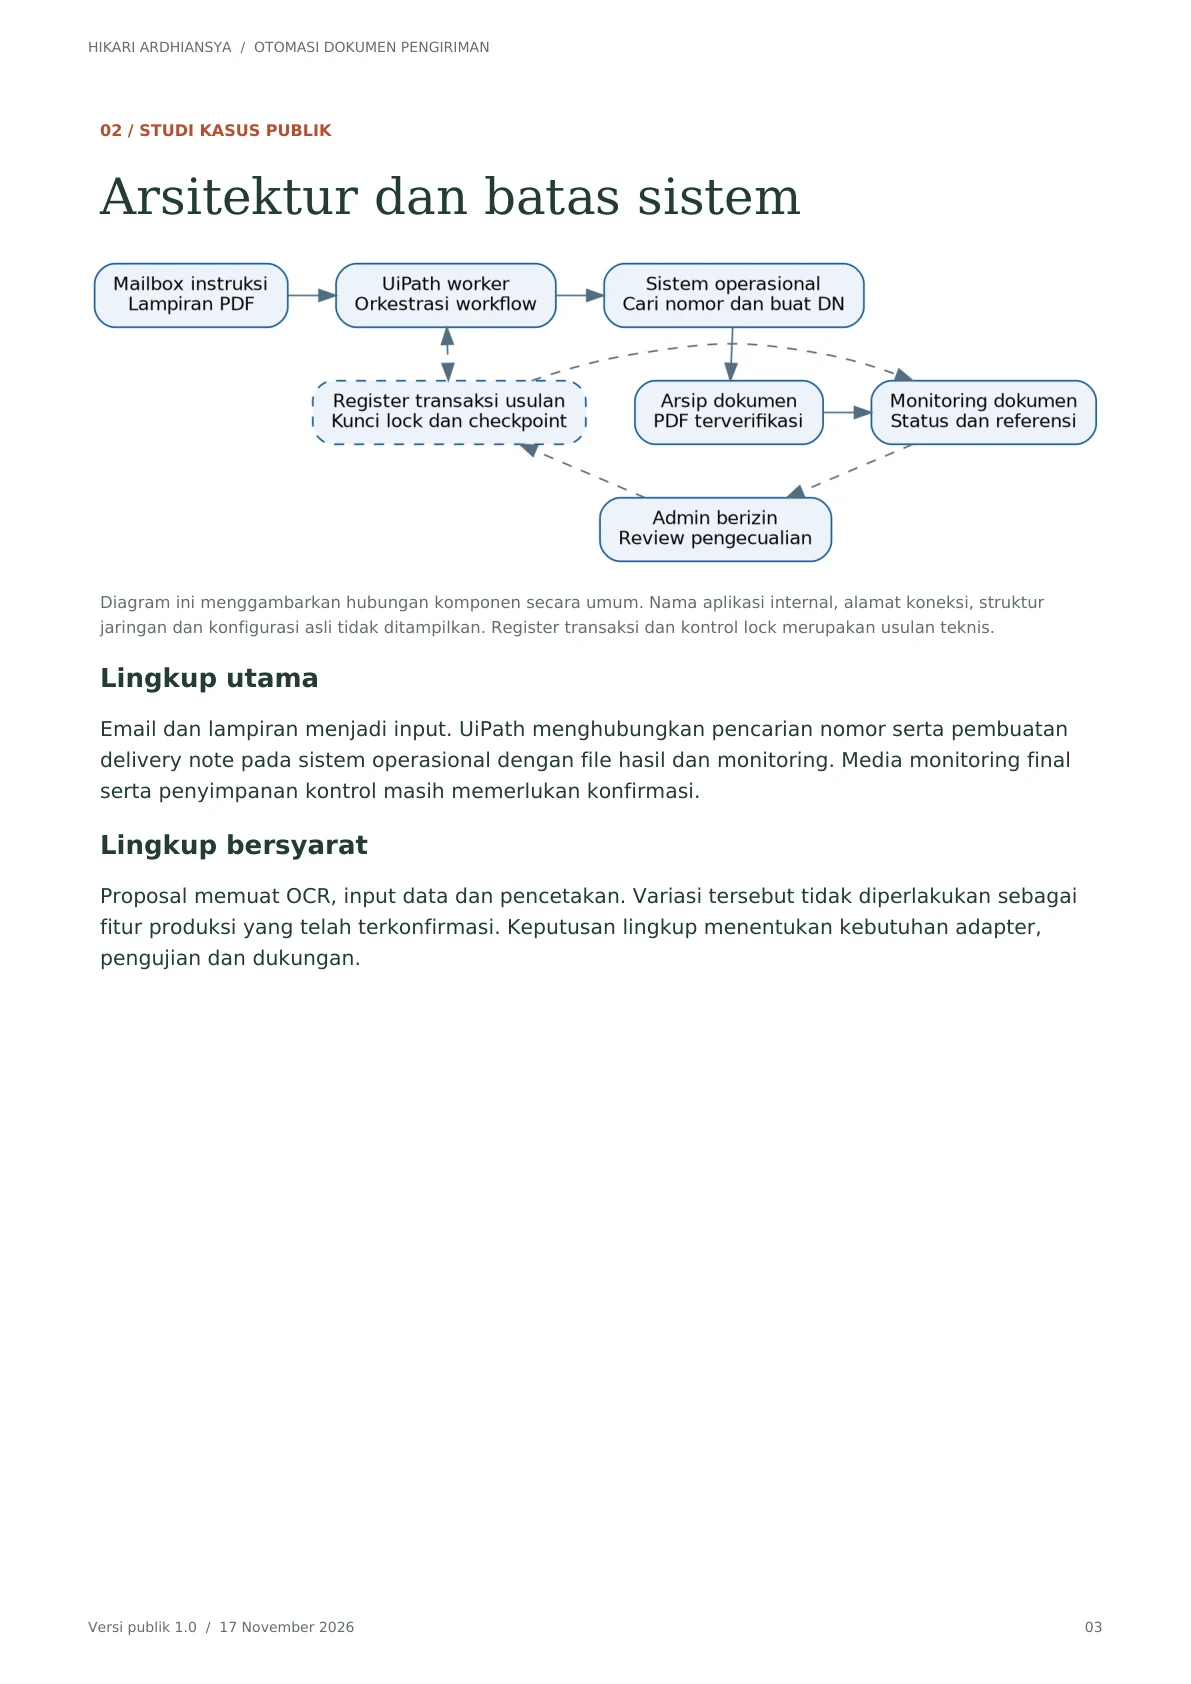 HIKARI ARDHIANSYA / OTOMASI DOKUMEN PENGIRIMAN
02 / STUDI KASUS PUBLIK
Arsitektur dan batas sistem
Mailbox instruksi
Lampiran PDF
UiPath worker
Orkestrasi workflow
Sistem operasional
Cari nomor dan buat DN
Register transaksi usulan
Kunci lock dan checkpoint
Arsip dokumen
PDF terverifikasi
Monitoring dokumen
Status dan referensi
Admin berizin
Review pengecualian
Diagram ini menggambarkan hubungan komponen secara umum. Nama aplikasi internal, alamat koneksi, struktur
jaringan dan konfigurasi asli tidak ditampilkan. Register transaksi dan kontrol lock merupakan usulan teknis.
Lingkup utama
Email dan lampiran menjadi input. UiPath menghubungkan pencarian nomor serta pembuatan
delivery note pada sistem operasional dengan file hasil dan monitoring. Media monitoring final
serta penyimpanan kontrol masih memerlukan konfirmasi.
Lingkup bersyarat
Proposal memuat OCR, input data dan pencetakan. Variasi tersebut tidak diperlakukan sebagai
fitur produksi yang telah terkonfirmasi. Keputusan lingkup menentukan kebutuhan adapter,
pengujian dan dukungan.
Versi publik 1.0 / 17 November 2026
03